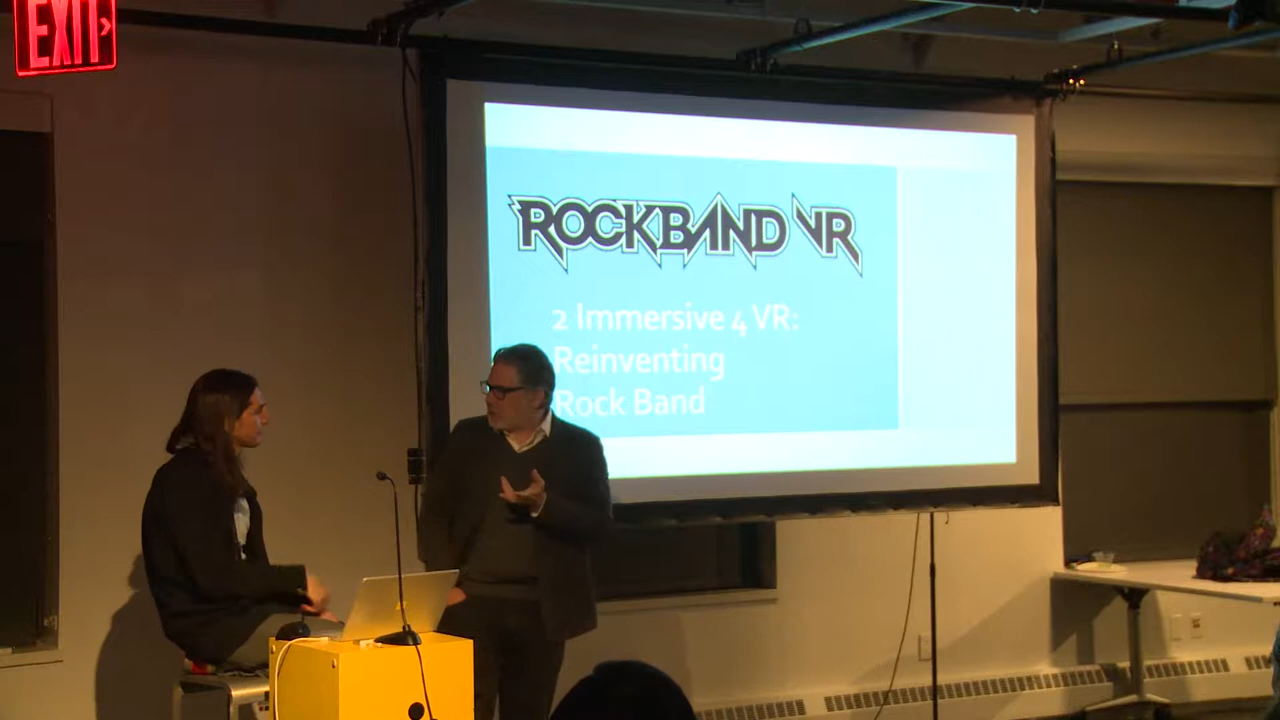 EXIT
ROCKBAND VR
2 Immersive 4 VR:
Reinventing
Rock Band